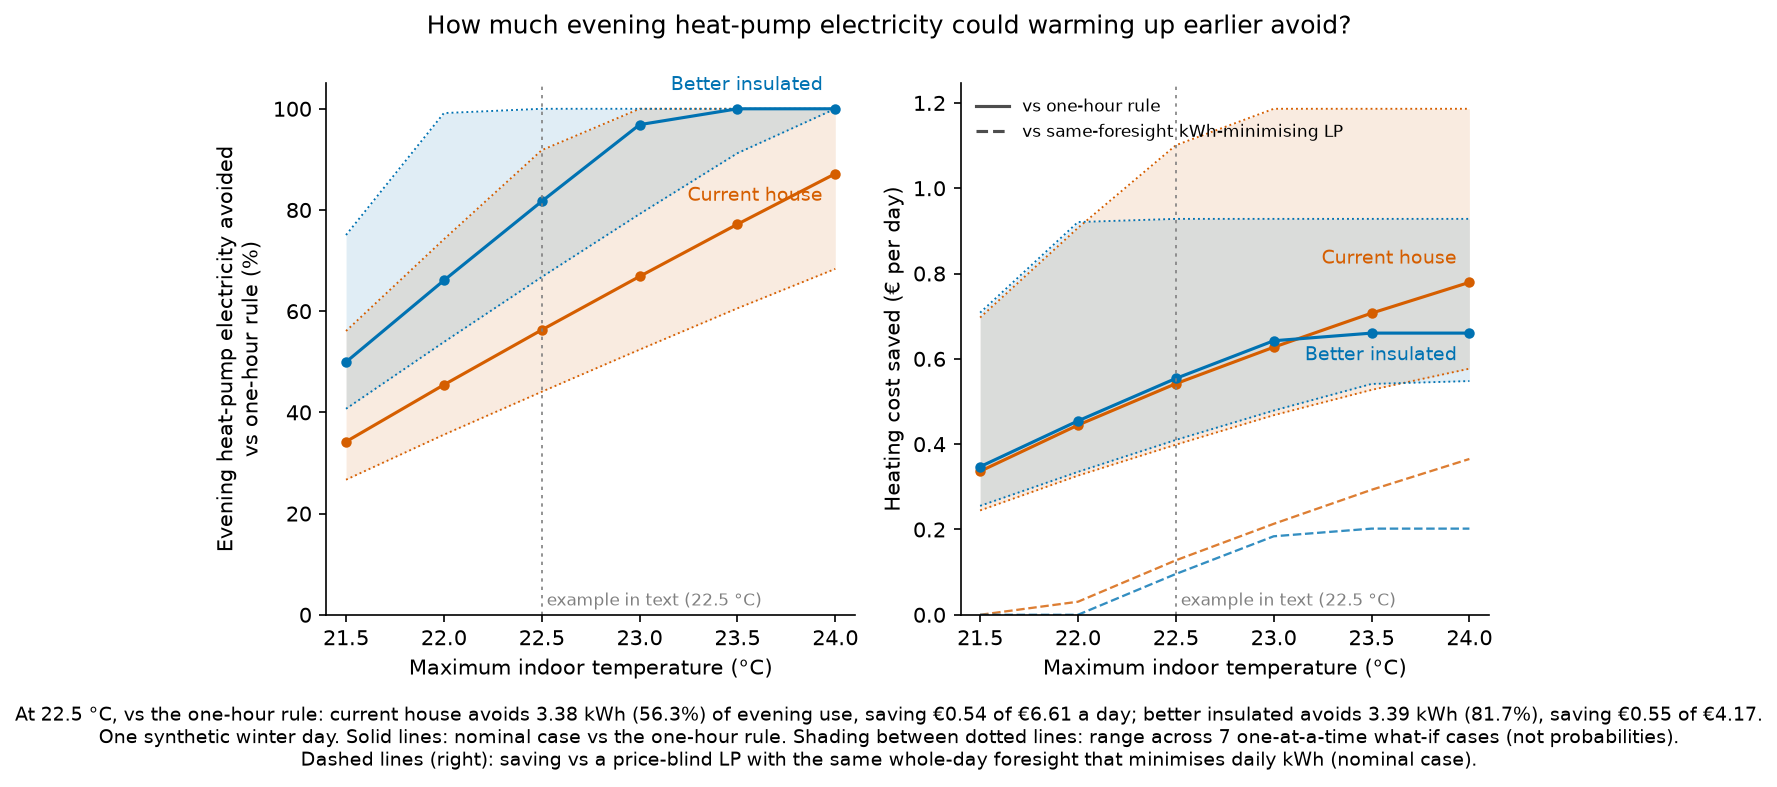 How much evening heat-pump electricity could warming up earlier avoid?
Evening heat-pump electricity avoided
vs one-hour rule (%)
100
80
60
40
20
0
Better insulated
Current house
example in text (22.5 °C)
21.5
22.0
22.5
23.0
23.5
24.0
Maximum indoor temperature (°C)
Heating cost saved (€ per day)
1.2
1.0
0.8
0.6
0.4
0.2
0.0
vs one-hour rule
vs same-foresight kWh-minimising LP
Current house
Better insulated
example in text (22.5 °C)
21.5
22.0
22.5
23.0
23.5
24.0
Maximum indoor temperature (°C)
At 22.5 °C, vs the one-hour rule: current house avoids 3.38 kWh (56.3%) of evening use, saving €0.54 of €6.61 a day; better insulated avoids 3.39 kWh (81.7%), saving €0.55 of €4.17.
One synthetic winter day. Solid lines: nominal case vs the one-hour rule. Shading between dotted lines: range across 7 one-at-a-time what-if cases (not probabilities).
Dashed lines (right): saving vs a price-blind LP with the same whole-day foresight that minimises daily kWh (nominal case).